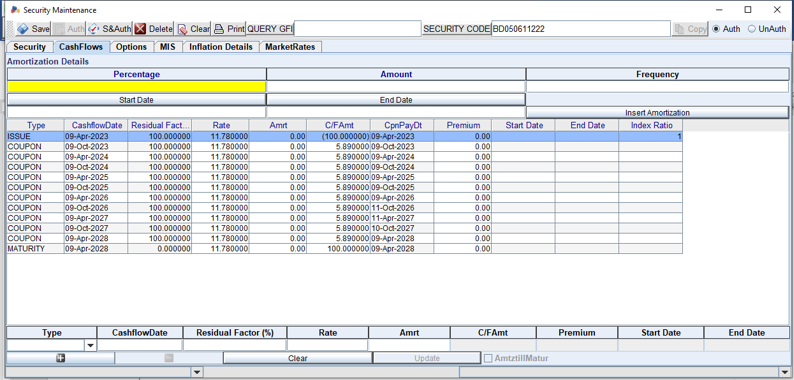 Security Maintenance
Save Auth S&Auth Delete Clear Print QUERY GFI SECURITY CODE BD050611222 Copy Auth UnAuth
Security CashFlows Options MIS Inflation Details MarketRates
Amortization Details
Percentage Amount Frequency
Start Date End Date
Insert Amortization
Type CashflowDate Residual Fact... Rate Amrt C/FAmt CpnPayDt Premium Start Date End Date Index Ratio
ISSUE 09-Apr-2023 100.000000 11.780000 0.00 (100.000000) 09-Apr-2023 0.00 1
COUPON 09-Oct-2023 100.000000 11.780000 0.00 5.890000 09-Oct-2023 0.00
COUPON 09-Apr-2024 100.000000 11.780000 0.00 5.890000 09-Apr-2024 0.00
COUPON 09-Oct-2024 100.000000 11.780000 0.00 5.890000 09-Oct-2024 0.00
COUPON 09-Apr-2025 100.000000 11.780000 0.00 5.890000 09-Apr-2025 0.00
COUPON 09-Oct-2025 100.000000 11.780000 0.00 5.890000 09-Oct-2025 0.00
COUPON 09-Apr-2026 100.000000 11.780000 0.00 5.890000 09-Apr-2026 0.00
COUPON 09-Oct-2026 100.000000 11.780000 0.00 5.890000 11-Oct-2026 0.00
COUPON 09-Apr-2027 100.000000 11.780000 0.00 5.890000 11-Apr-2027 0.00
COUPON 09-Oct-2027 100.000000 11.780000 0.00 5.890000 10-Oct-2027 0.00
COUPON 09-Apr-2028 100.000000 11.780000 0.00 5.890000 09-Apr-2028 0.00
MATURITY 09-Apr-2028 0.000000 11.780000 0.00 100.000000 09-Apr-2028 0.00
Type CashflowDate Residual Factor (%) Rate Amrt C/FAmt Premium Start Date End Date
Clear Update AmtztillMatur